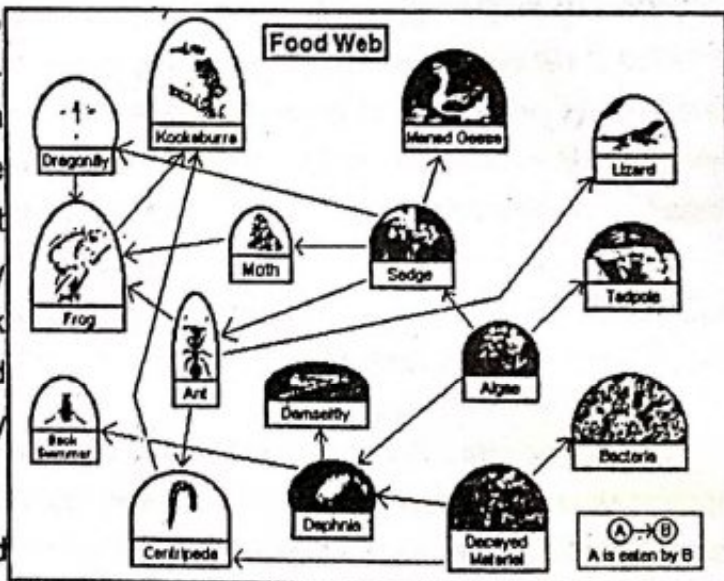 Food Web
Kookaburra
Maned Geese
Dragonfly
Lizard
Moth
Sedge
Tadpole
Frog
Ant
Algae
Damselfly
Back
Swimmer
Bacteria
Daphnia
Centripede
Decayed
Material
A B
A is eaten by B